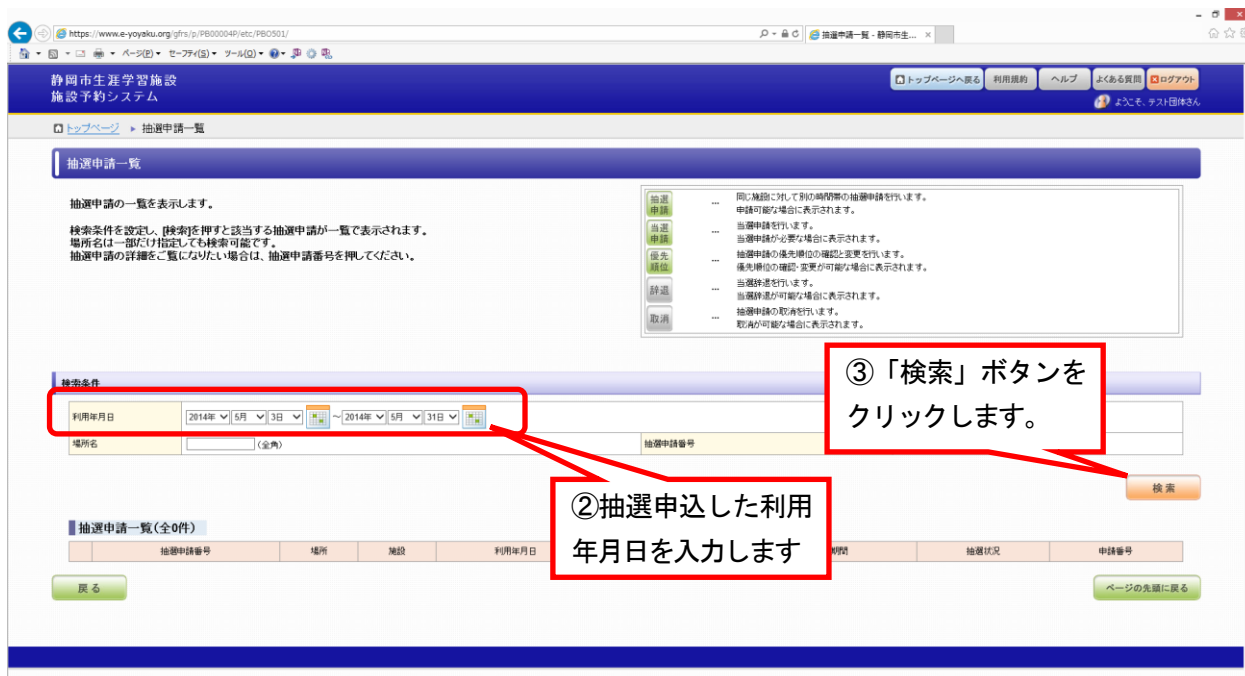 https://www.e-yoyaku.org/gfrs/p/PB00004P/etc/PBO501/
抽選申請一覧 - 静岡市生... ×
ページ(P) セーフティ(S) ツール(O)
静岡市生涯学習施設
施設予約システム
トップページへ戻る 利用規約 ヘルプ よくある質問 ログアウト
ようこそ、テスト団体さん
トップページ ▶ 抽選申請一覧
抽選申請一覧
抽選申請の一覧を表示します。
検索条件を設定し、[検索]を押すと該当する抽選申請が一覧で表示されます。
場所名は一部だけ指定しても検索可能です。
抽選申請の詳細をご覧になりたい場合は、抽選申請番号を押してください。
抽選申請 … 同じ施設に対して別の時間帯の抽選申請を行います。
申請可能な場合に表示されます。
当選申請 … 当選申請を行います。
当選申請が必要な場合に表示されます。
優先順位 … 抽選申請の優先順位の確認と変更を行います。
優先順位の確認・変更が可能な場合に表示されます。
辞退 … 当選辞退を行います。
当選辞退が可能な場合に表示されます。
取消 … 抽選申請の取消を行います。
取消が可能な場合に表示されます。
③「検索」ボタンを
クリックします。
検索条件
利用年月日 2014年 5月 3日 ~ 2014年 5月 31日
場所名 (全角) 抽選申請番号
検索
②抽選申込した利用
年月日を入力します
抽選申請一覧(全0件)
抽選申請番号 場所 施設 利用年月日 期間 抽選状況 申請番号
戻る ページの先頭に戻る